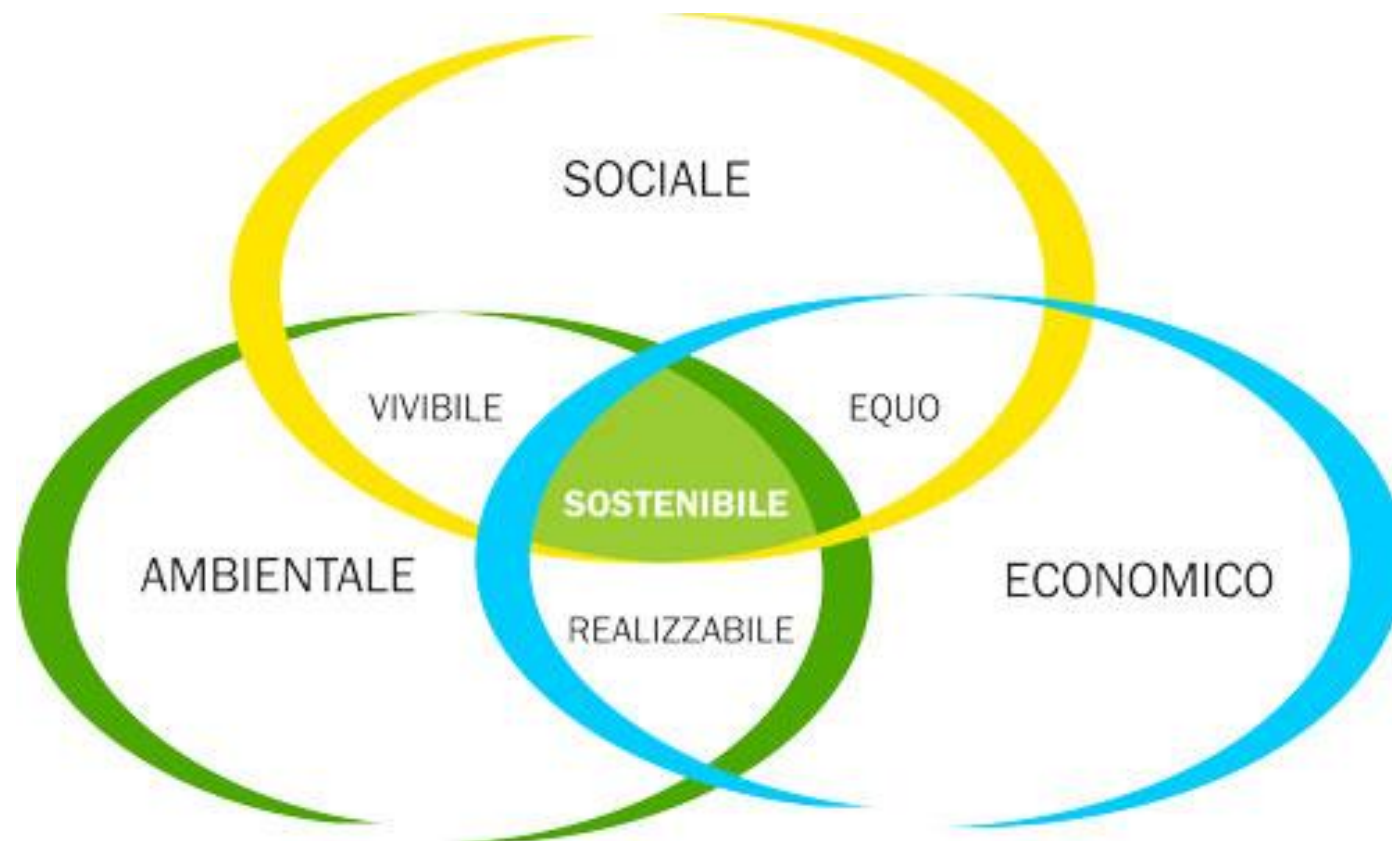 SOCIALE
VIVIBILE
EQUO
SOSTENIBILE
AMBIENTALE
ECONOMICO
REALIZZABILE